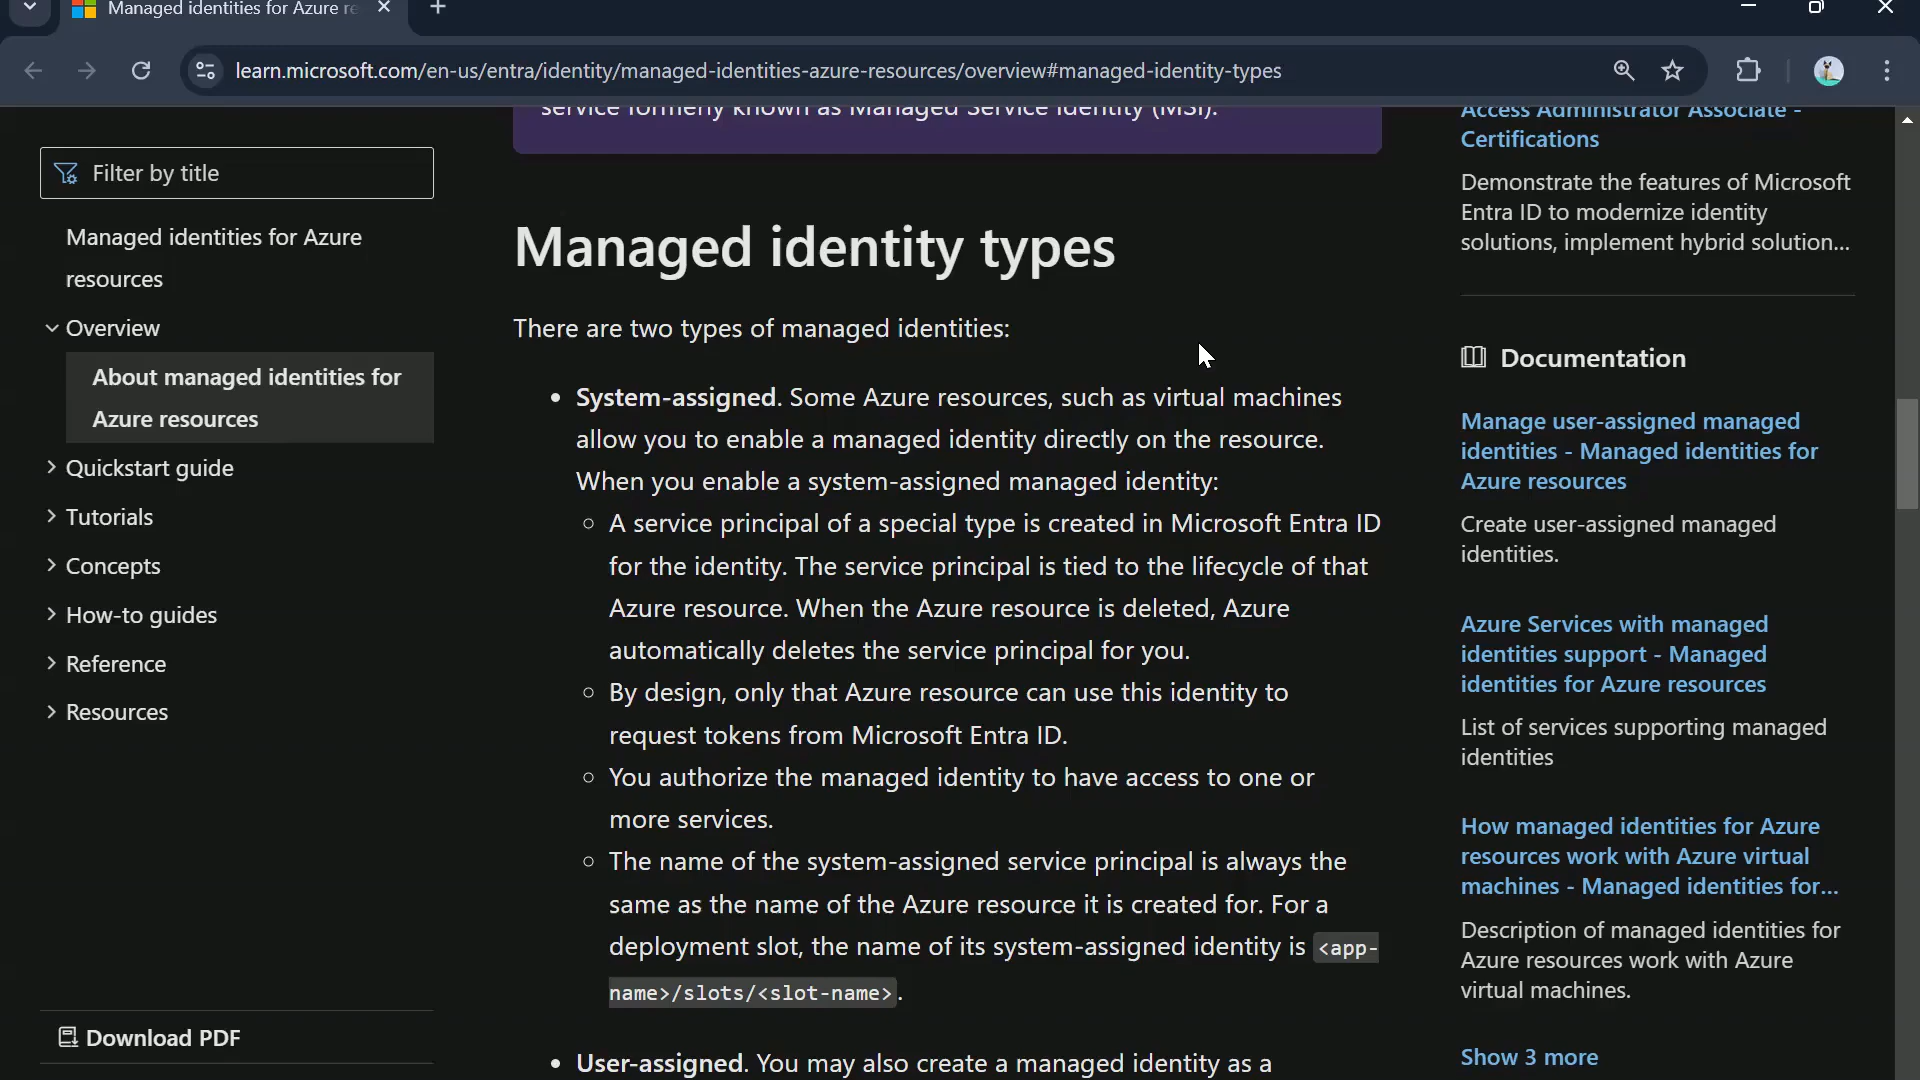 Managed identities for Azure re
learn.microsoft.com/en-us/entra/identity/managed-identities-azure-resources/overview#managed-identity-types
Filter by title
Managed identities for Azure
resources
Overview
About managed identities for
Azure resources
Quickstart guide
Tutorials
Concepts
How-to guides
Reference
Resources
Download PDF
service formerly known as Managed Service Identity (MSI).
Managed identity types
There are two types of managed identities:
• System-assigned. Some Azure resources, such as virtual machines
allow you to enable a managed identity directly on the resource.
When you enable a system-assigned managed identity:
○ A service principal of a special type is created in Microsoft Entra ID
for the identity. The service principal is tied to the lifecycle of that
Azure resource. When the Azure resource is deleted, Azure
automatically deletes the service principal for you.
○ By design, only that Azure resource can use this identity to
request tokens from Microsoft Entra ID.
○ You authorize the managed identity to have access to one or
more services.
○ The name of the system-assigned service principal is always the
same as the name of the Azure resource it is created for. For a
deployment slot, the name of its system-assigned identity is <app-
name>/slots/<slot-name>.
• User-assigned. You may also create a managed identity as a
Access Administrator Associate -
Certifications
Demonstrate the features of Microsoft
Entra ID to modernize identity
solutions, implement hybrid solution...
Documentation
Manage user-assigned managed
identities - Managed identities for
Azure resources
Create user-assigned managed
identities.
Azure Services with managed
identities support - Managed
identities for Azure resources
List of services supporting managed
identities
How managed identities for Azure
resources work with Azure virtual
machines - Managed identities for...
Description of managed identities for
Azure resources work with Azure
virtual machines.
Show 3 more